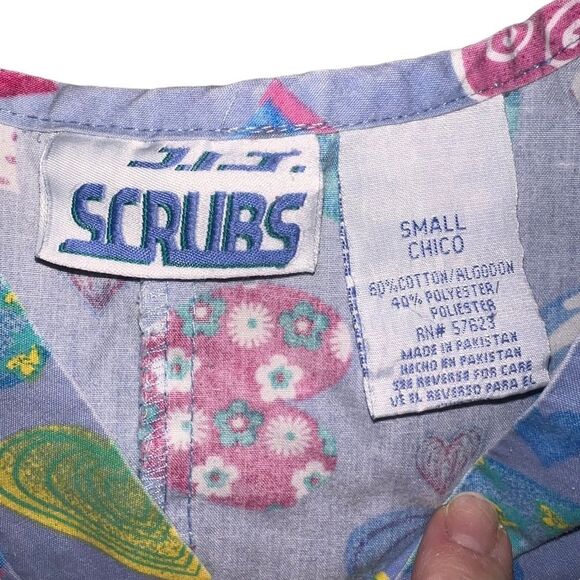 SCRUBS
SMALL
CHICO
60% COTTON/ALGODON
40% POLYESTER/
POLIESTER
RN# 57623
MADE IN PAKISTAN
HECHO EN PAKISTAN
SEE REVERSE FOR CARE
VE EL REVERSO PARA EL